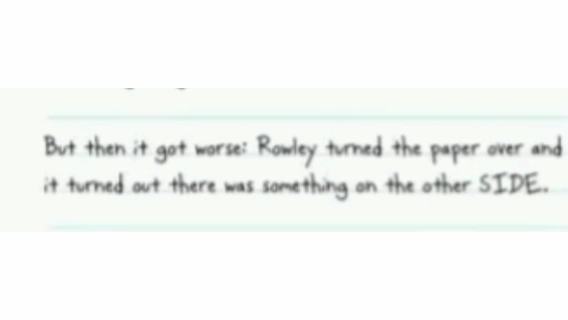 But then it got worse: Rowley turned the paper over and
it turned out there was something on the other SIDE.